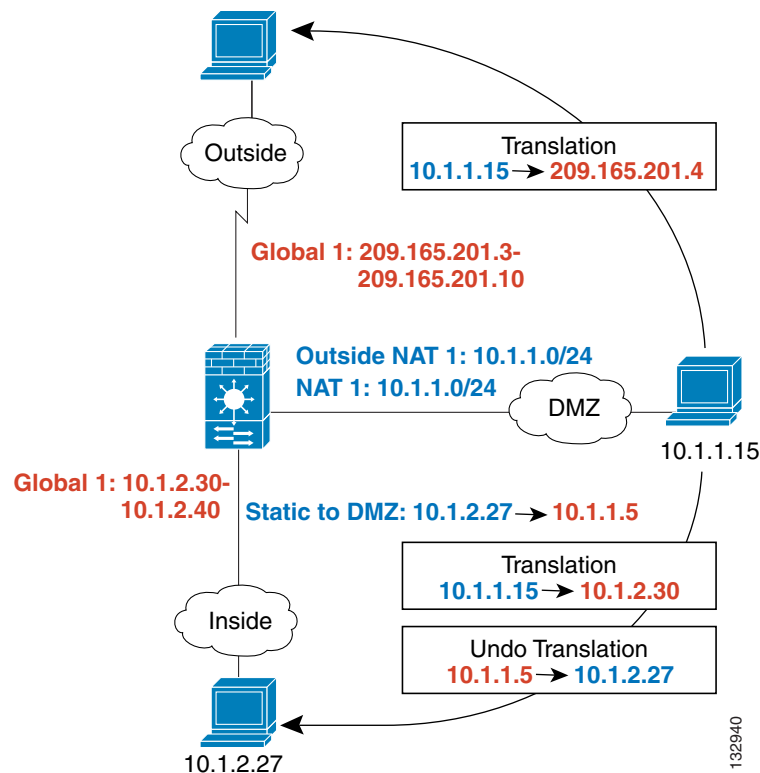 Outside
Translation
10.1.1.15 → 209.165.201.4
Global 1: 209.165.201.3-
209.165.201.10
Outside NAT 1: 10.1.1.0/24
NAT 1: 10.1.1.0/24
DMZ
10.1.1.15
Global 1: 10.1.2.30-
10.1.2.40
Static to DMZ: 10.1.2.27 → 10.1.1.5
Translation
10.1.1.15 → 10.1.2.30
Inside
Undo Translation
10.1.1.5 → 10.1.2.27
10.1.2.27
132940